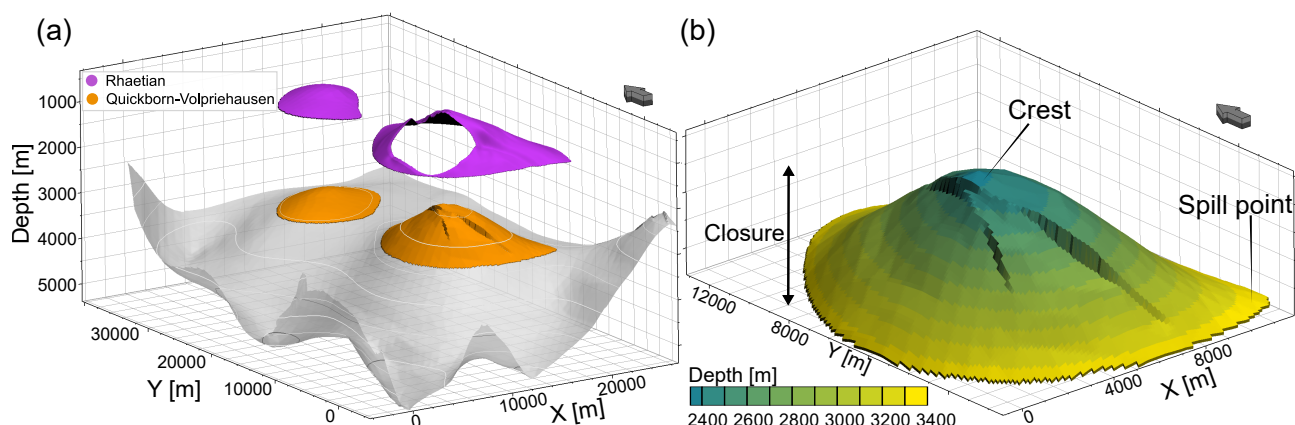 (a)
Rhaetian
Quickborn-Volpriehausen
Depth [m]
1000
2000
3000
4000
5000
30000
20000
10000
0
Y [m]
0
10000
20000
X [m]
(b)
Crest
Spill point
Closure
12000
8000
Y [m]
0
4000
8000
X [m]
Depth [m]
2400 2600 2800 3000 3200 3400